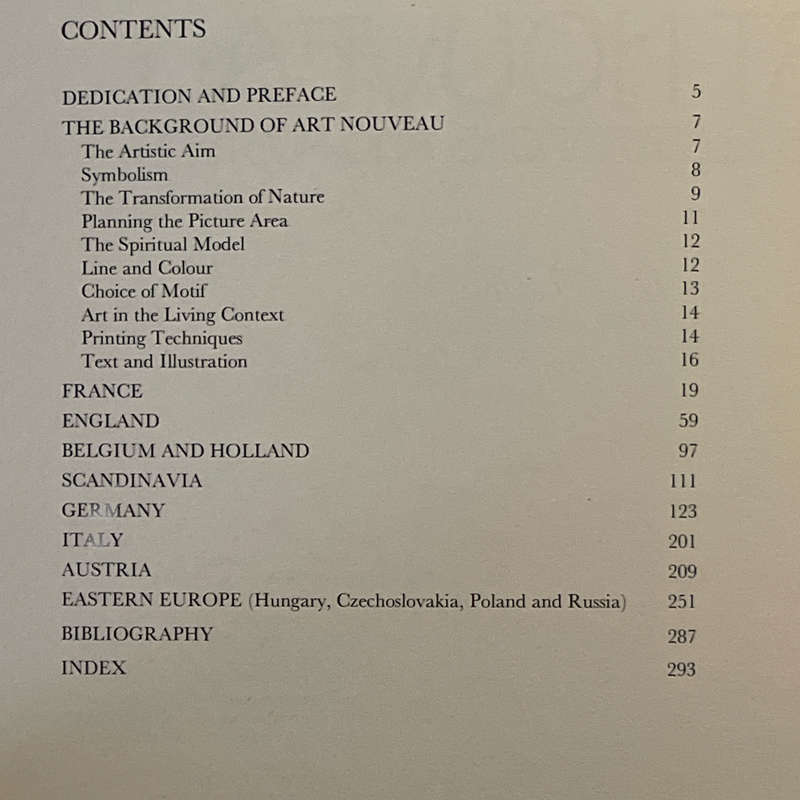 CONTENTS
DEDICATION AND PREFACE 5
THE BACKGROUND OF ART NOUVEAU 7
The Artistic Aim 7
Symbolism 8
The Transformation of Nature 9
Planning the Picture Area 11
The Spiritual Model 12
Line and Colour 12
Choice of Motif 13
Art in the Living Context 14
Printing Techniques 14
Text and Illustration 16
FRANCE 19
ENGLAND 59
BELGIUM AND HOLLAND 97
SCANDINAVIA 111
GERMANY 123
ITALY 201
AUSTRIA 209
EASTERN EUROPE (Hungary, Czechoslovakia, Poland and Russia) 251
BIBLIOGRAPHY 287
INDEX 293